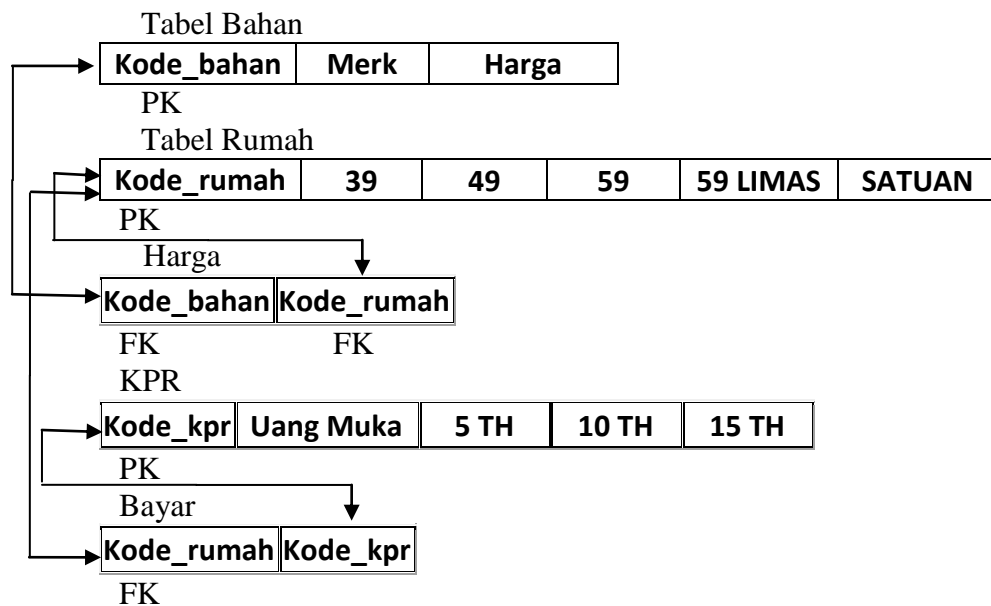 Tabel Bahan
Kode_bahan Merk Harga
PK
Tabel Rumah
Kode_rumah 39 49 59 59 LIMAS SATUAN
PK
Harga
Kode_bahan Kode_rumah
FK FK
KPR
Kode_kpr Uang Muka 5 TH 10 TH 15 TH
PK
Bayar
Kode_rumah Kode_kpr
FK